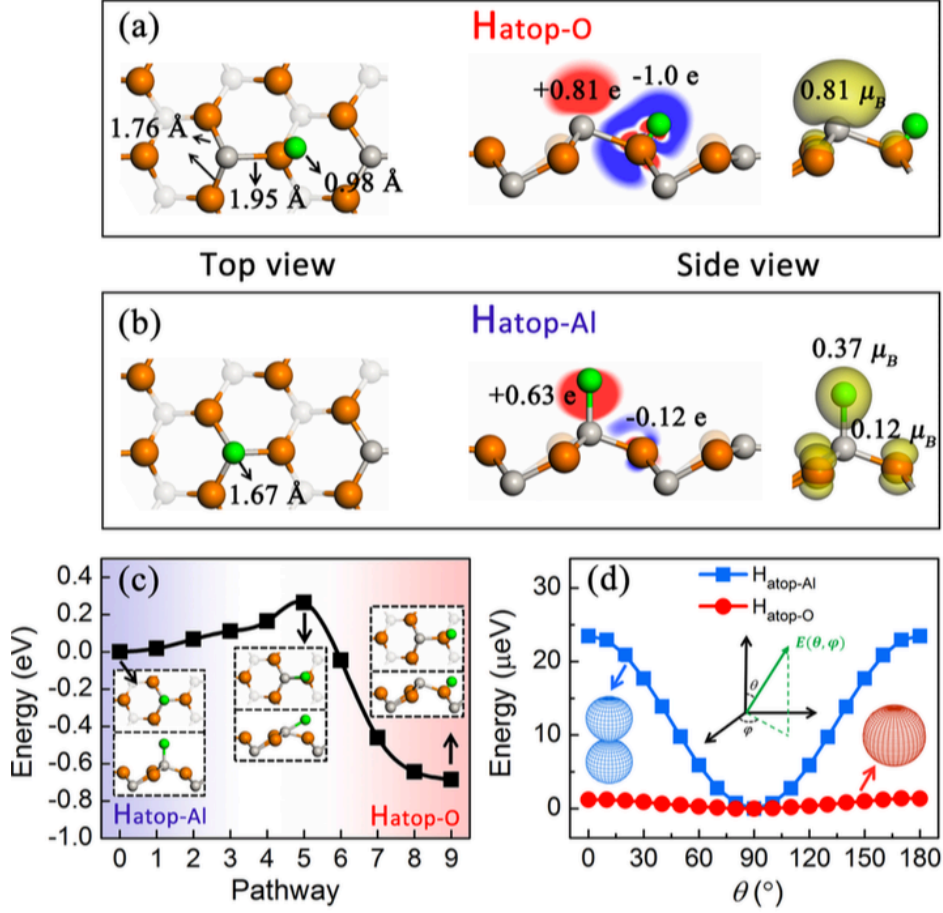 (a)
Hatop-O
1.76 Å
1.95 Å
0.98 Å
+0.81 e
-1.0 e
0.81 μB
Top view
Side view
(b)
Hatop-Al
1.67 Å
+0.63 e
-0.12 e
0.37 μB
0.12 μB
(c)
Energy (eV)
0.4
0.2
0.0
-0.2
-0.4
-0.6
-0.8
-1.0
Hatop-Al
Hatop-O
0 1 2 3 4 5 6 7 8 9
Pathway
(d)
Energy (μeV)
30
20
10
0
Hatop-Al
Hatop-O
E(θ,φ)
θ
φ
0 30 60 90 120 150 180
θ (°)